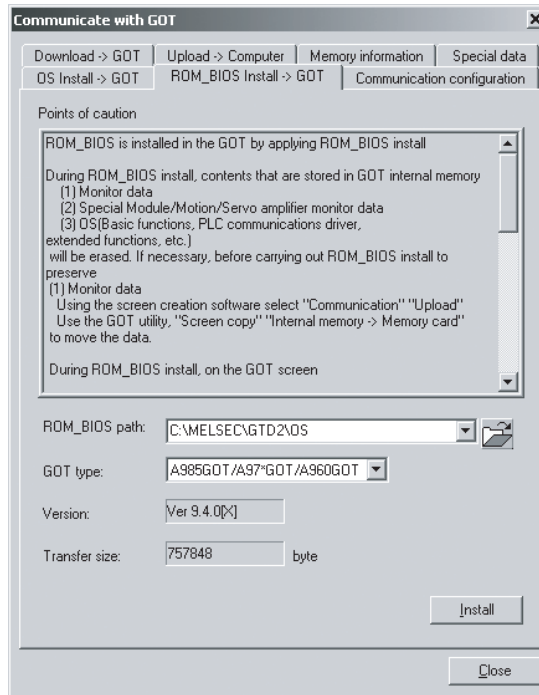 Communicate with GOT
Download -> GOT Upload -> Computer Memory information Special data
OS Install -> GOT ROM_BIOS Install -> GOT Communication configuration
Points of caution
ROM_BIOS is installed in the GOT by applying ROM_BIOS install
During ROM_BIOS install, contents that are stored in GOT internal memory
(1) Monitor data
(2) Special Module/Motion/Servo amplifier monitor data
(3) OS(Basic functions, PLC communications driver,
extended functions, etc.)
will be erased. If necessary, before carrying out ROM_BIOS install to
preserve
(1) Monitor data
Using the screen creation software select "Communication" "Upload"
Use the GOT utility, "Screen copy" "Internal memory -> Memory card"
to move the data.
During ROM_BIOS install, on the GOT screen
ROM_BIOS path: C:\MELSEC\GTD2\OS
GOT type: A985GOT/A97*GOT/A960GOT
Version: Ver 9.4.0[X]
Transfer size: 757848 byte
Install
Close